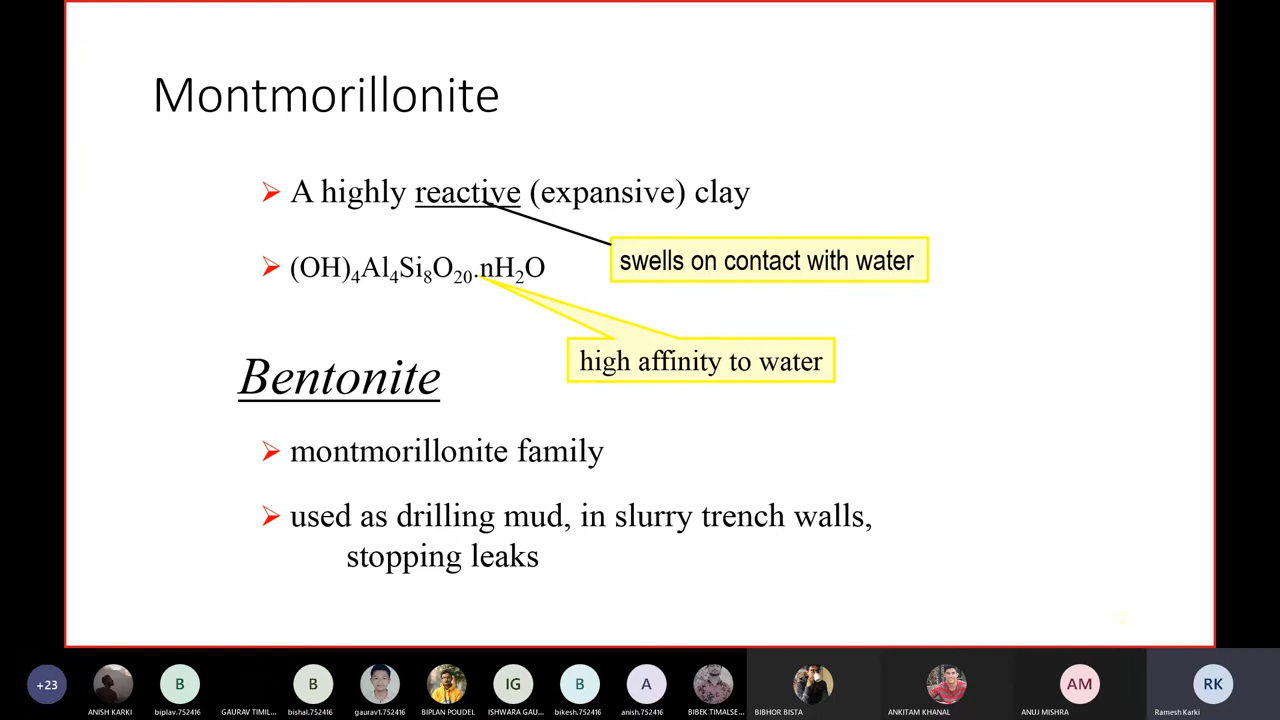 Montmorillonite
A highly reactive (expansive) clay
swells on contact with water
(OH)₄Al₄Si₈O₂₀.nH₂O
high affinity to water
Bentonite
montmorillonite family
used as drilling mud, in slurry trench walls,
stopping leaks
+23
B
B
IG
B
A
AM
RK
ANISH KARKI
biplav.752416
GAURAV TIMIL...
bishal.752416
gaurav1.752416
BIPLAN POUDEL
ISHWARA GAU...
bikesh.752416
anish.752416
BIBEK TIMALSE...
BIBHOR BISTA
ANKITAM KHANAL
ANUJ MISHRA
Ramesh Karki